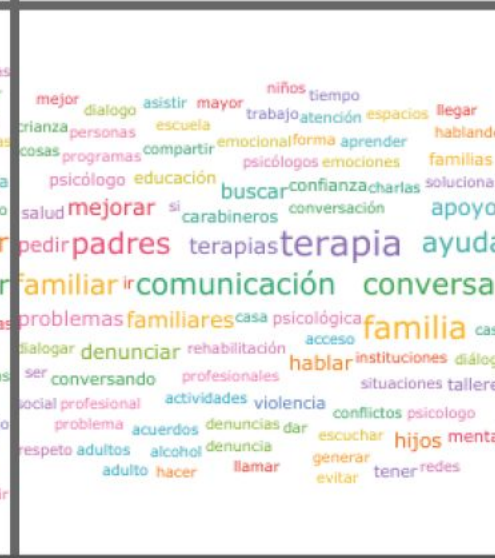 niños
mejor dialogo asistir mayor tiempo
crianza personas escuela trabajo atención espacios llegar
cosas programas compartir emocional forma aprender hablando
psicólogo educación psicólogos emociones familias
salud mejorar si carabineros buscar confianza charlas soluciona
conversación apoyo
pedir padres terapias terapia ayuda
familiar ir comunicación conversa
problemas familiares casa psicológica familia cas
dialogar denunciar rehabilitación acceso
ser conversando profesionales hablar instituciones diálog
social profesional actividades violencia situaciones tallere
problema acuerdos denuncias dar conflictos psicologo
respeto adultos alcohol denuncia escuchar hijos menta
adulto hacer llamar generar
evitar tener redes